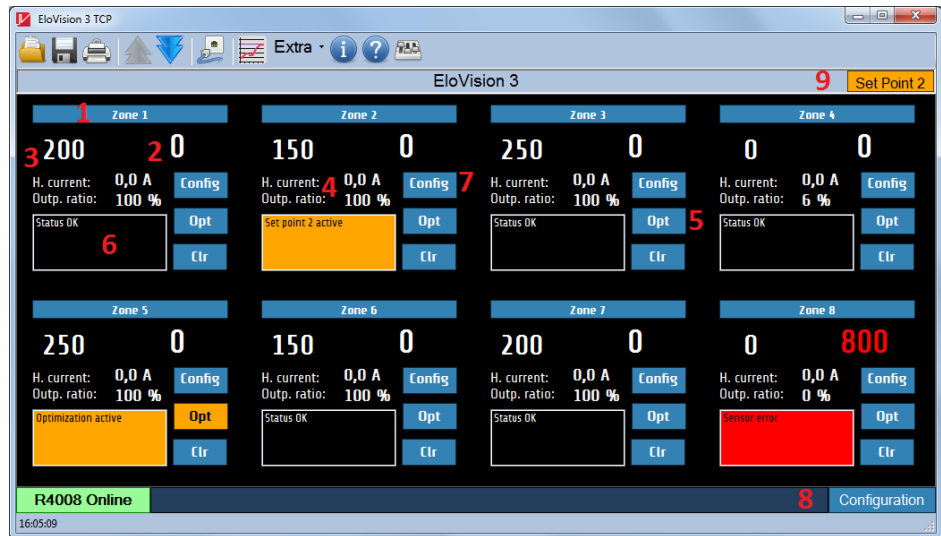 EloVision 3 TCP
Extra
EloVision 3
9 Set Point 2
1 Zone 1 Zone 2 Zone 3 Zone 4
3 200 2 0 150 0 250 0 0 0
H. current: 0,0 A Config H. current: 4 0,0 A Config 7 H. current: 0,0 A Config H. current: 0,0 A Config
Outp. ratio: 100 % Outp. ratio: 100 % Outp. ratio: 100 % Outp. ratio: 6 %
Status OK Opt Set point 2 active Opt Status OK Opt 5 Status OK Opt
6 Clr Clr Clr Clr
Zone 5 Zone 6 Zone 7 Zone 8
250 0 150 0 200 0 0 800
H. current: 0,0 A Config H. current: 0,0 A Config H. current: 0,0 A Config H. current: 0,0 A Config
Outp. ratio: 100 % Outp. ratio: 100 % Outp. ratio: 100 % Outp. ratio: 0 %
Optimization active Opt Status OK Opt Status OK Opt Sensor error Opt
Clr Clr Clr Clr
R4008 Online 8 Configuration
16:05:09